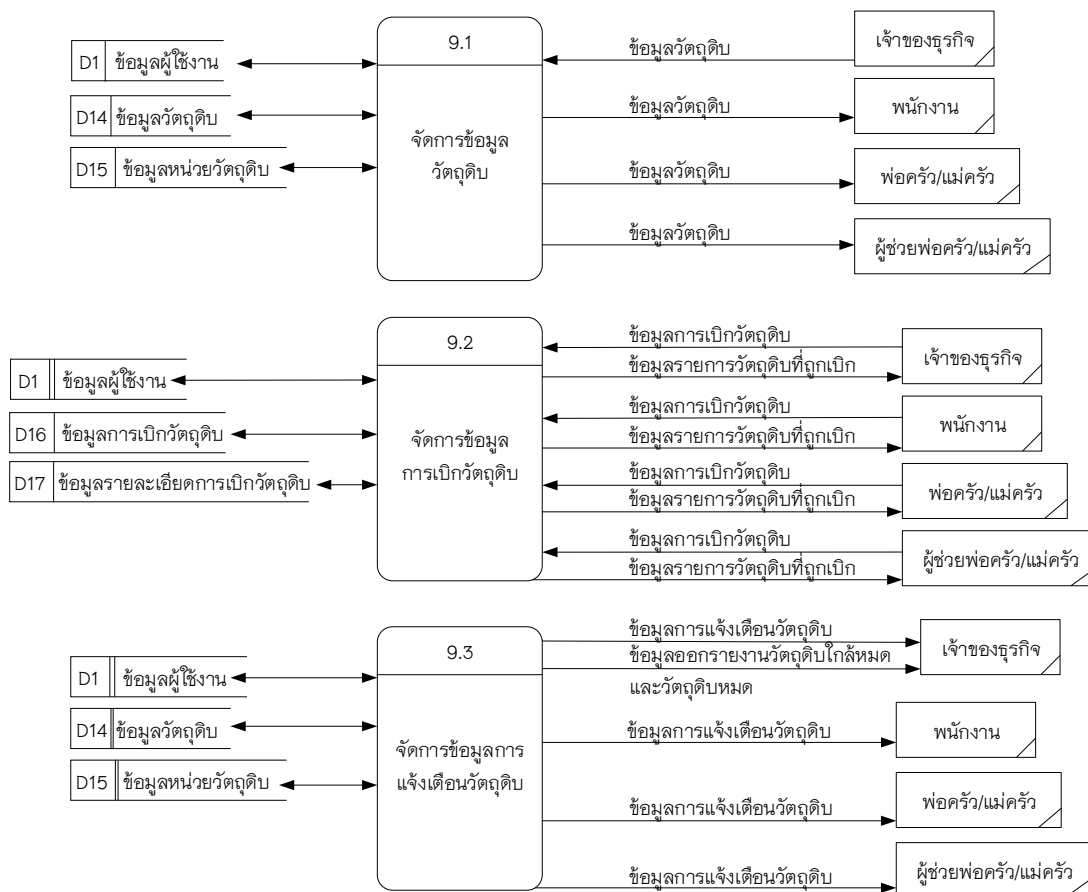 9.1
จัดการข้อมูล
วัตถุดิบ
D1 ข้อมูลผู้ใช้งาน
D14 ข้อมูลวัตถุดิบ
D15 ข้อมูลหน่วยวัตถุดิบ
ข้อมูลวัตถุดิบ
เจ้าของธุรกิจ
ข้อมูลวัตถุดิบ
พนักงาน
ข้อมูลวัตถุดิบ
พ่อครัว/แม่ครัว
ข้อมูลวัตถุดิบ
ผู้ช่วยพ่อครัว/แม่ครัว
9.2
จัดการข้อมูล
การเบิกวัตถุดิบ
D1 ข้อมูลผู้ใช้งาน
D16 ข้อมูลการเบิกวัตถุดิบ
D17 ข้อมูลรายละเอียดการเบิกวัตถุดิบ
ข้อมูลการเบิกวัตถุดิบ
ข้อมูลรายการวัตถุดิบที่ถูกเบิก
เจ้าของธุรกิจ
ข้อมูลการเบิกวัตถุดิบ
ข้อมูลรายการวัตถุดิบที่ถูกเบิก
พนักงาน
ข้อมูลการเบิกวัตถุดิบ
ข้อมูลรายการวัตถุดิบที่ถูกเบิก
พ่อครัว/แม่ครัว
ข้อมูลการเบิกวัตถุดิบ
ข้อมูลรายการวัตถุดิบที่ถูกเบิก
ผู้ช่วยพ่อครัว/แม่ครัว
9.3
จัดการข้อมูลการ
แจ้งเตือนวัตถุดิบ
D1 ข้อมูลผู้ใช้งาน
D14 ข้อมูลวัตถุดิบ
D15 ข้อมูลหน่วยวัตถุดิบ
ข้อมูลการแจ้งเตือนวัตถุดิบ
ข้อมูลออกรายงานวัตถุดิบใกล้หมด
และวัตถุดิบหมด
เจ้าของธุรกิจ
ข้อมูลการแจ้งเตือนวัตถุดิบ
พนักงาน
ข้อมูลการแจ้งเตือนวัตถุดิบ
พ่อครัว/แม่ครัว
ข้อมูลการแจ้งเตือนวัตถุดิบ
ผู้ช่วยพ่อครัว/แม่ครัว